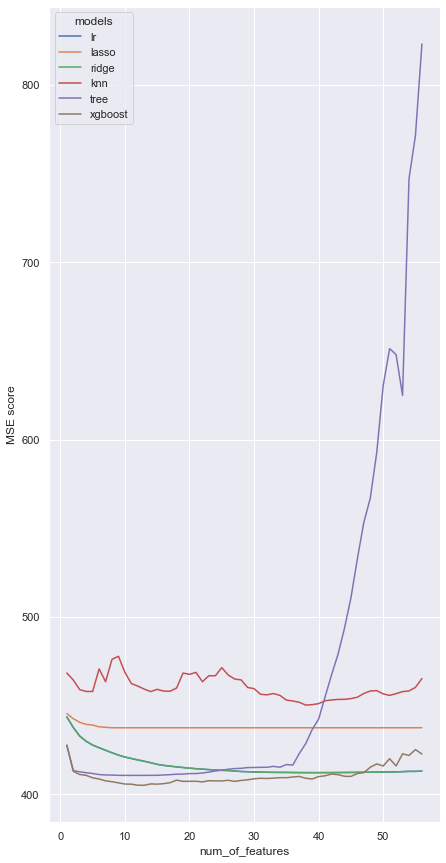 models
lr
lasso
ridge
knn
tree
xgboost
800
700
600
500
400
MSE score
0
10
20
30
40
50
num_of_features